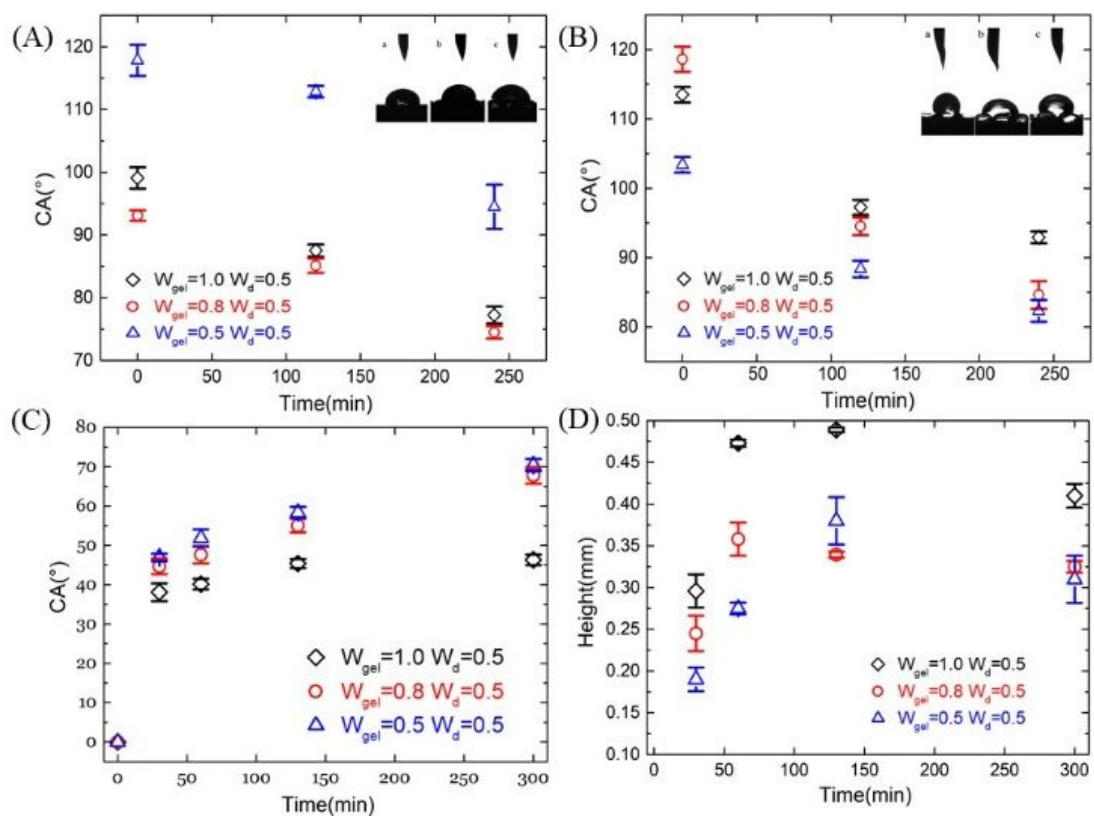 (A)
120
110
100
90
80
70
CA(°)
a b c
W_gel=1.0 W_d=0.5
W_gel=0.8 W_d=0.5
W_gel=0.5 W_d=0.5
0 50 100 150 200 250
Time(min)
(B)
120
110
100
90
80
CA(°)
a b c
W_gel=1.0 W_d=0.5
W_gel=0.8 W_d=0.5
W_gel=0.5 W_d=0.5
0 50 100 150 200 250
Time(min)
(C)
80
70
60
50
40
30
20
10
0
CA(°)
W_gel=1.0 W_d=0.5
W_gel=0.8 W_d=0.5
W_gel=0.5 W_d=0.5
0 50 100 150 200 250 300
Time(min)
(D)
0.50
0.45
0.40
0.35
0.30
0.25
0.20
0.15
0.10
Height(mm)
W_gel=1.0 W_d=0.5
W_gel=0.8 W_d=0.5
W_gel=0.5 W_d=0.5
0 50 100 150 200 250 300
Time(min)